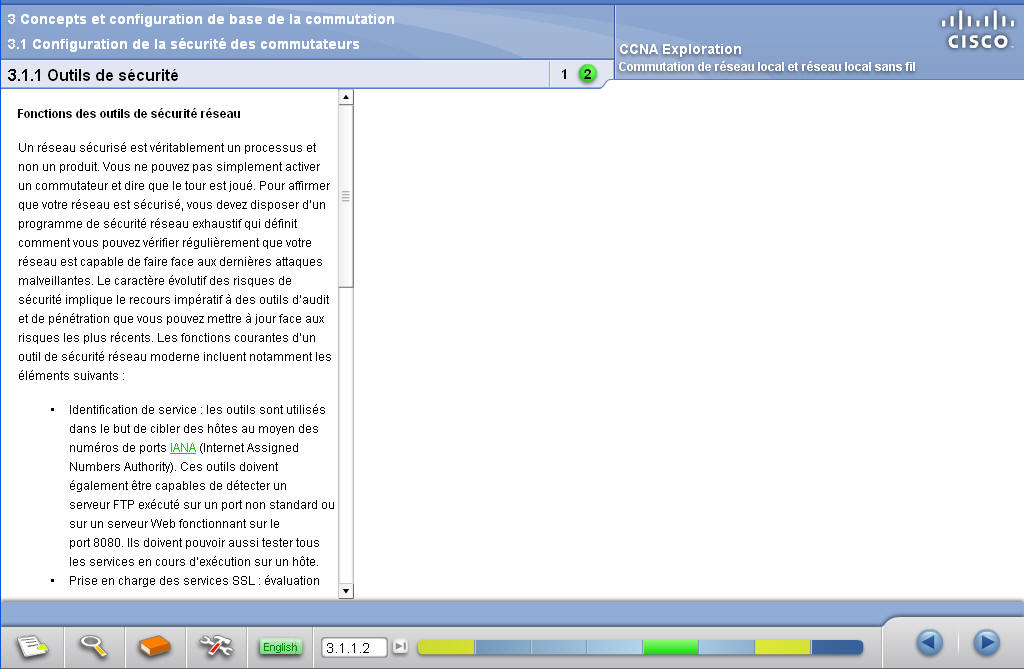 3 Concepts et configuration de base de la commutation
3.1 Configuration de la sécurité des commutateurs
CISCO
CCNA Exploration
Commutation de réseau local et réseau local sans fil
3.1.1 Outils de sécurité
1 2
Fonctions des outils de sécurité réseau
Un réseau sécurisé est véritablement un processus et
non un produit. Vous ne pouvez pas simplement activer
un commutateur et dire que le tour est joué. Pour affirmer
que votre réseau est sécurisé, vous devez disposer d'un
programme de sécurité réseau exhaustif qui définit
comment vous pouvez vérifier régulièrement que votre
réseau est capable de faire face aux dernières attaques
malveillantes. Le caractère évolutif des risques de
sécurité implique le recours impératif à des outils d'audit
et de pénétration que vous pouvez mettre à jour face aux
risques les plus récents. Les fonctions courantes d'un
outil de sécurité réseau moderne incluent notamment les
éléments suivants :
• Identification de service : les outils sont utilisés
dans le but de cibler des hôtes au moyen des
numéros de ports IANA (Internet Assigned
Numbers Authority). Ces outils doivent
également être capables de détecter un
serveur FTP exécuté sur un port non standard ou
sur un serveur Web fonctionnant sur le
port 8080. Ils doivent pouvoir aussi tester tous
les services en cours d'exécution sur un hôte.
• Prise en charge des services SSL : évaluation
English
3.1.1.2